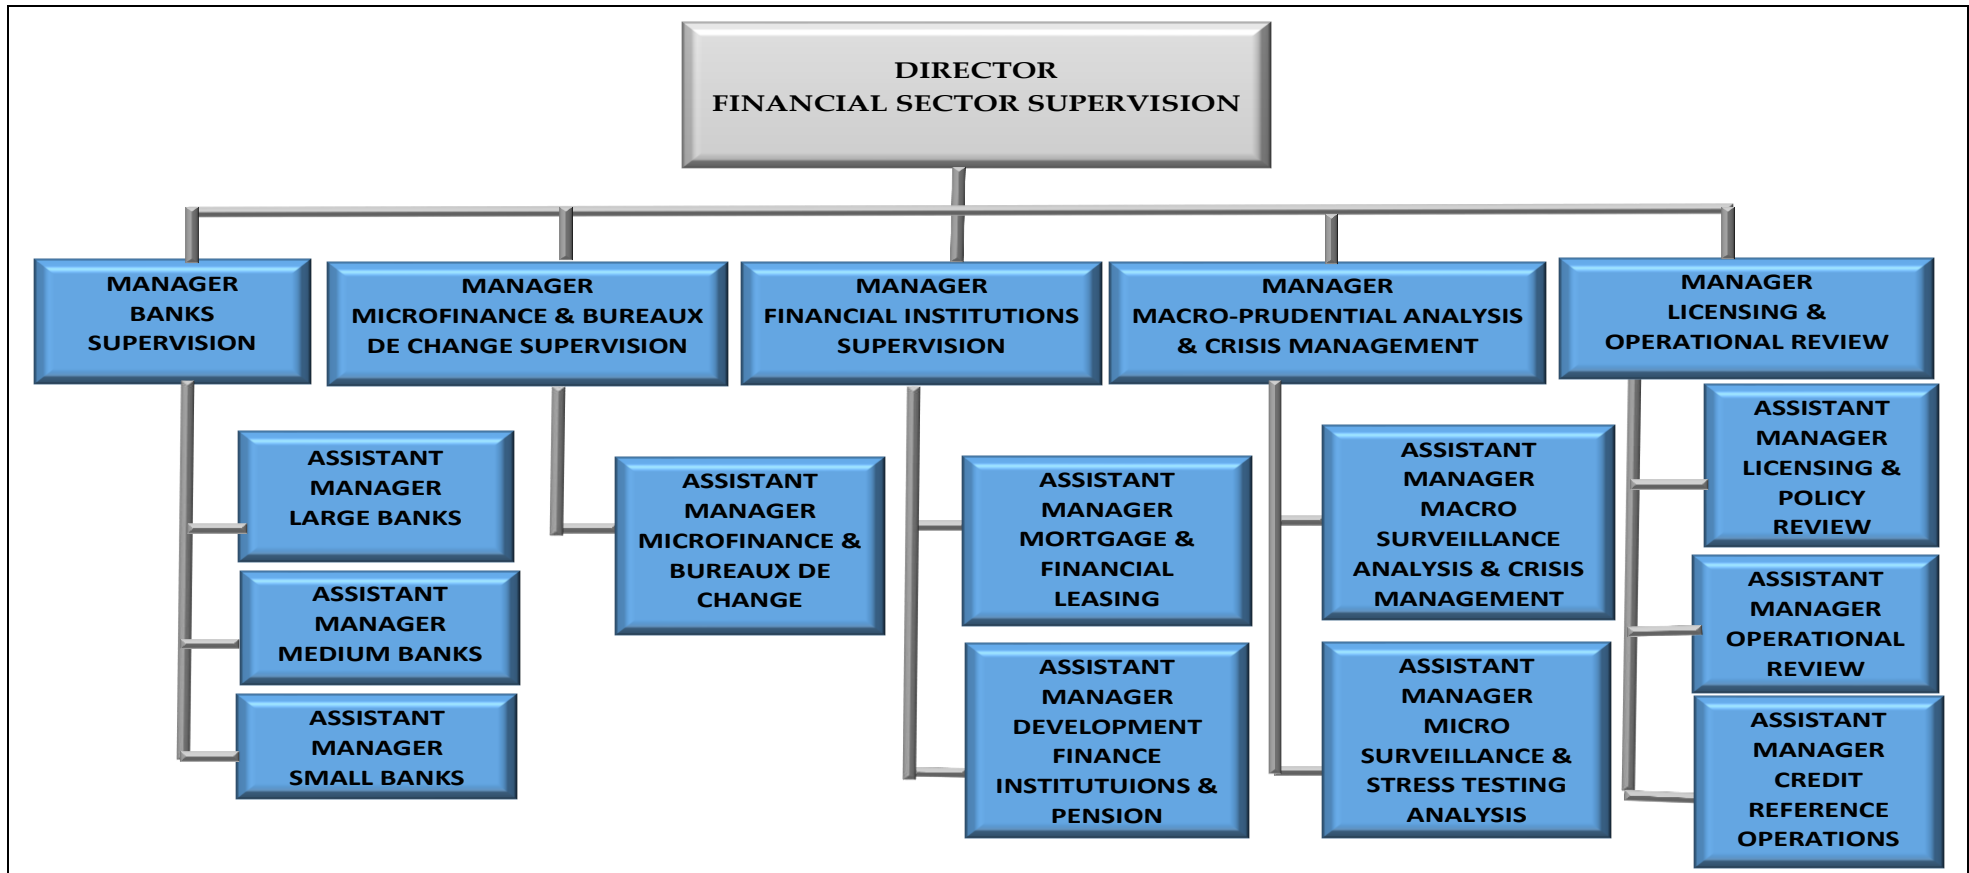 DIRECTOR
FINANCIAL SECTOR SUPERVISION
MANAGER
BANKS
SUPERVISION
MANAGER
MICROFINANCE & BUREAUX
DE CHANGE SUPERVISION
MANAGER
FINANCIAL INSTITUTIONS
SUPERVISION
MANAGER
MACRO-PRUDENTIAL ANALYSIS
& CRISIS MANAGEMENT
MANAGER
LICENSING &
OPERATIONAL REVIEW
ASSISTANT
MANAGER
LARGE BANKS
ASSISTANT
MANAGER
MEDIUM BANKS
ASSISTANT
MANAGER
SMALL BANKS
ASSISTANT
MANAGER
MICROFINANCE &
BUREAUX DE
CHANGE
ASSISTANT
MANAGER
MORTGAGE &
FINANCIAL
LEASING
ASSISTANT
MANAGER
DEVELOPMENT
FINANCE
INSTITUTUIONS &
PENSION
ASSISTANT
MANAGER
MACRO
SURVEILLANCE
ANALYSIS & CRISIS
MANAGEMENT
ASSISTANT
MANAGER
MICRO
SURVEILLANCE &
STRESS TESTING
ANALYSIS
ASSISTANT
MANAGER
LICENSING &
POLICY
REVIEW
ASSISTANT
MANAGER
OPERATIONAL
REVIEW
ASSISTANT
MANAGER
CREDIT
REFERENCE
OPERATIONS